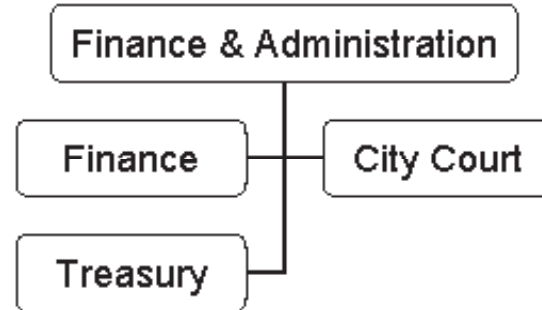 Finance & Administration
Finance
City Court
Treasury